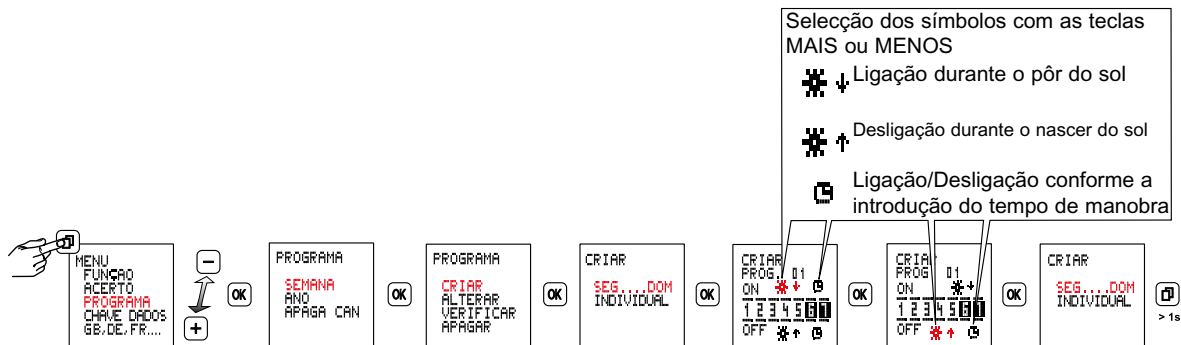 Selecção dos símbolos com as teclas
MAIS ou MENOS
Ligação durante o pôr do sol
Desligação durante o nascer do sol
Ligação/Desligação conforme a
introdução do tempo de manobra
MENU
FUNÇAO
ACERTO
PROGRAMA
CHAVE DADOS
GB,DE,FR....
−
+
OK
PROGRAMA
SEMANA
ANO
APAGA CAN
OK
PROGRAMA
CRIAR
ALTERAR
VERIFICAR
APAGAR
OK
CRIAR
SEG....DOM
INDIVIDUAL
OK
CRIAR
PROG. 01
ON
1 2 3 4 5 6 7
OFF
OK
CRIAR
PROG 01
ON
1 2 3 4 5 6 7
OFF
OK
CRIAR
SEG....DOM
INDIVIDUAL
> 1s